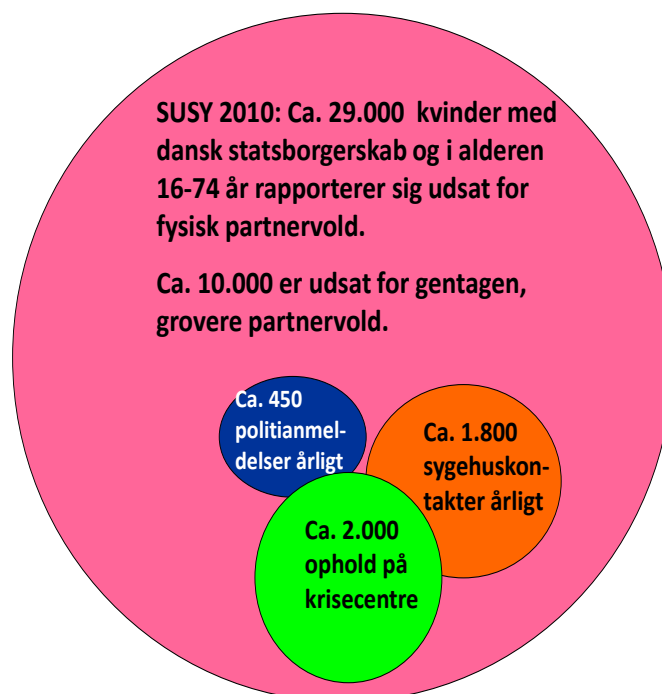 SUSY 2010: Ca. 29.000 kvinder med
dansk statsborgerskab og i alderen
16-74 år rapporterer sig udsat for
fysisk partnervold.
Ca. 10.000 er udsat for gentagen,
grovere partnervold.
Ca. 450
politianmel-
delser årligt
Ca. 1.800
sygehuskon-
takter årligt
Ca. 2.000
ophold på
krisecentre